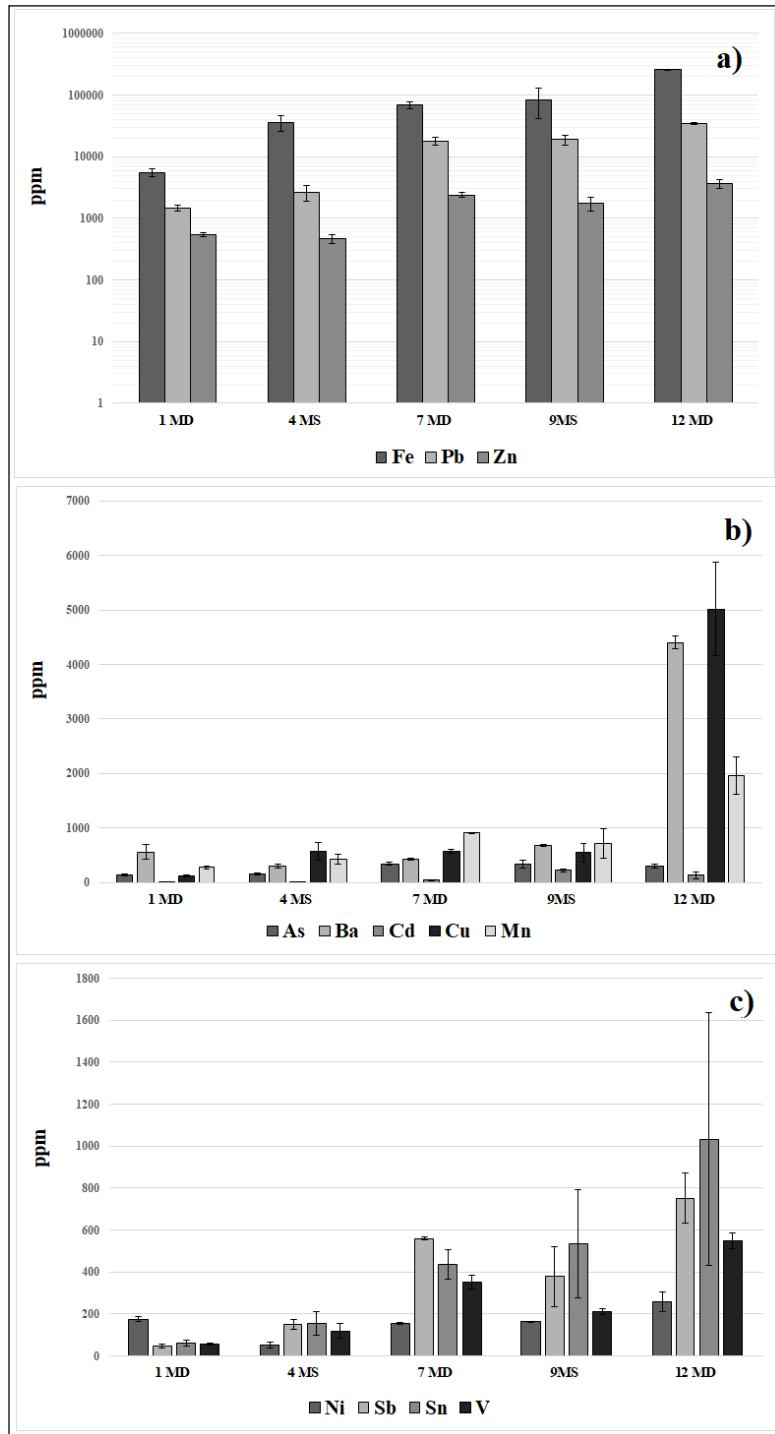 a)
1000000
100000
10000
1000
100
10
1
ppm
1 MD 4 MS 7 MD 9MS 12 MD
Fe Pb Zn
b)
7000
6000
5000
4000
3000
2000
1000
0
ppm
1 MD 4 MS 7 MD 9MS 12 MD
As Ba Cd Cu Mn
c)
1800
1600
1400
1200
1000
800
600
400
200
0
ppm
1 MD 4 MS 7 MD 9MS 12 MD
Ni Sb Sn V